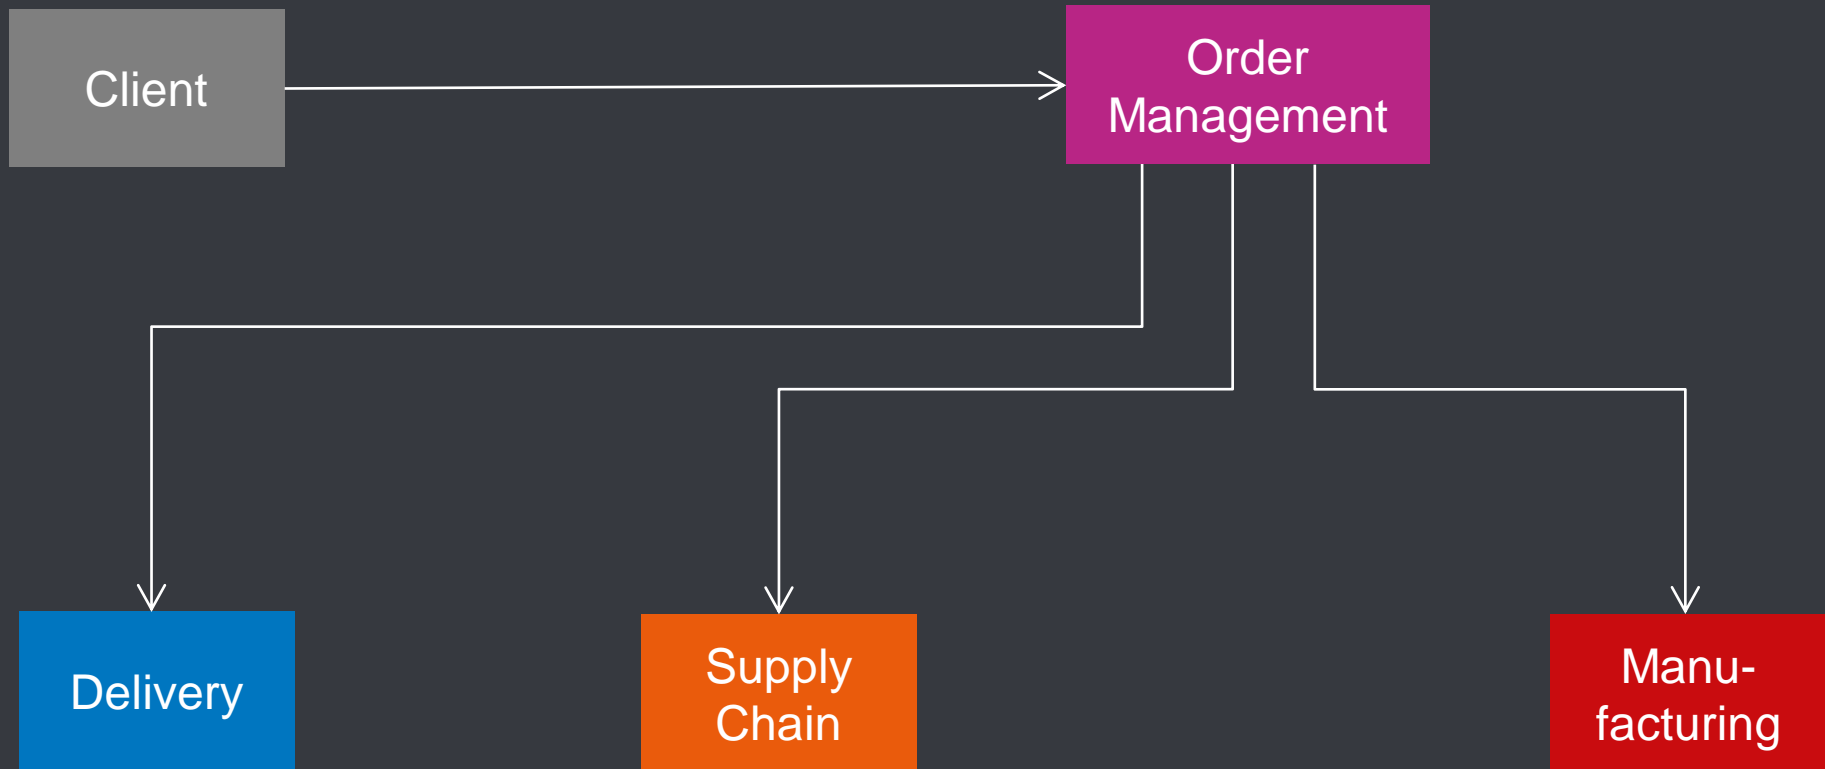 Client
Order
Management
Delivery
Supply
Chain
Manu-
facturing